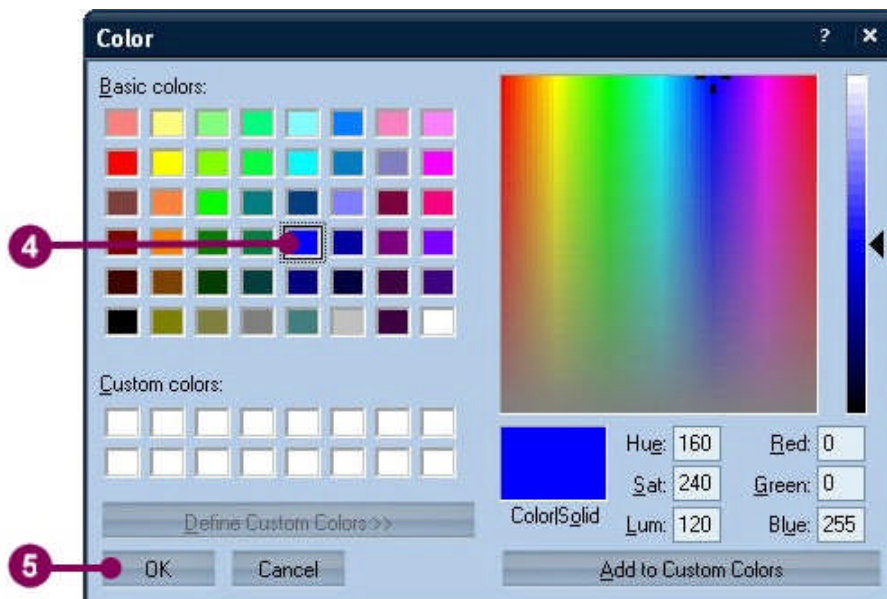 Color ? ×
Basic colors:
4
Custom colors:
Define Custom Colors >>
5 OK Cancel
Color|Solid
Hue: 160 Red: 0
Sat: 240 Green: 0
Lum: 120 Blue: 255
Add to Custom Colors